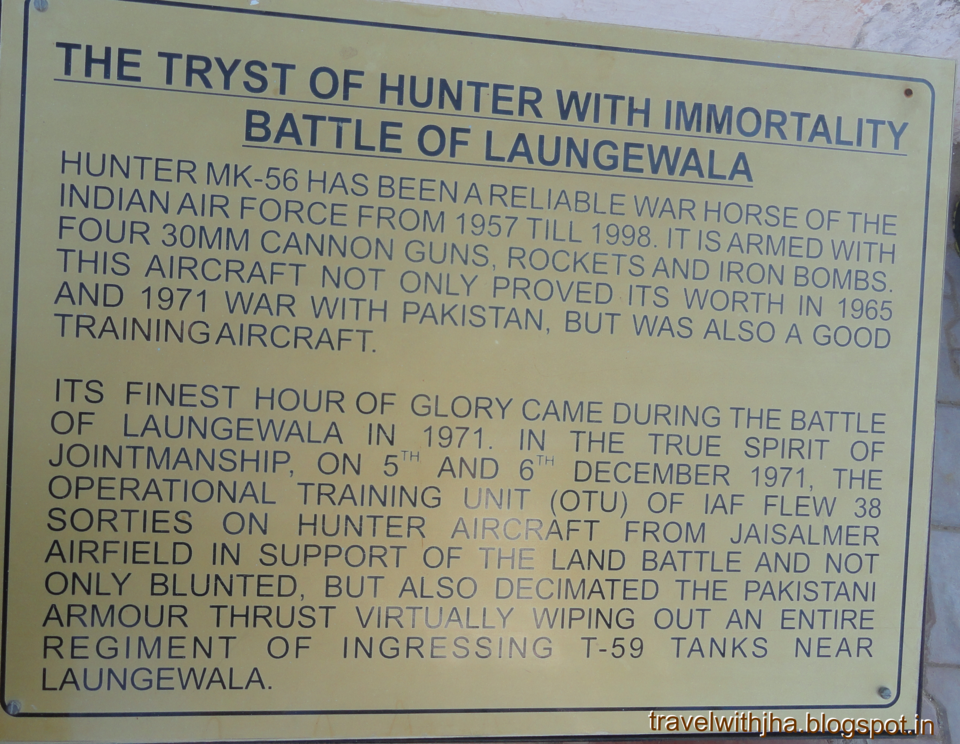 THE TRYST OF HUNTER WITH IMMORTALITY
BATTLE OF LAUNGEWALA
HUNTER MK-56 HAS BEEN A RELIABLE WAR HORSE OF THE
INDIAN AIR FORCE FROM 1957 TILL 1998. IT IS ARMED WITH
FOUR 30MM CANNON GUNS, ROCKETS AND IRON BOMBS.
THIS AIRCRAFT NOT ONLY PROVED ITS WORTH IN 1965
AND 1971 WAR WITH PAKISTAN, BUT WAS ALSO A GOOD
TRAINING AIRCRAFT.
ITS FINEST HOUR OF GLORY CAME DURING THE BATTLE
OF LAUNGEWALA IN 1971. IN THE TRUE SPIRIT OF
JOINTMANSHIP, ON 5TH AND 6TH DECEMBER 1971, THE
OPERATIONAL TRAINING UNIT (OTU) OF IAF FLEW 38
SORTIES ON HUNTER AIRCRAFT FROM JAISALMER
AIRFIELD IN SUPPORT OF THE LAND BATTLE AND NOT
ONLY BLUNTED, BUT ALSO DECIMATED THE PAKISTANI
ARMOUR THRUST VIRTUALLY WIPING OUT AN ENTIRE
REGIMENT OF INGRESSING T-59 TANKS NEAR
LAUNGEWALA.
travelwithjha.blogspot.in